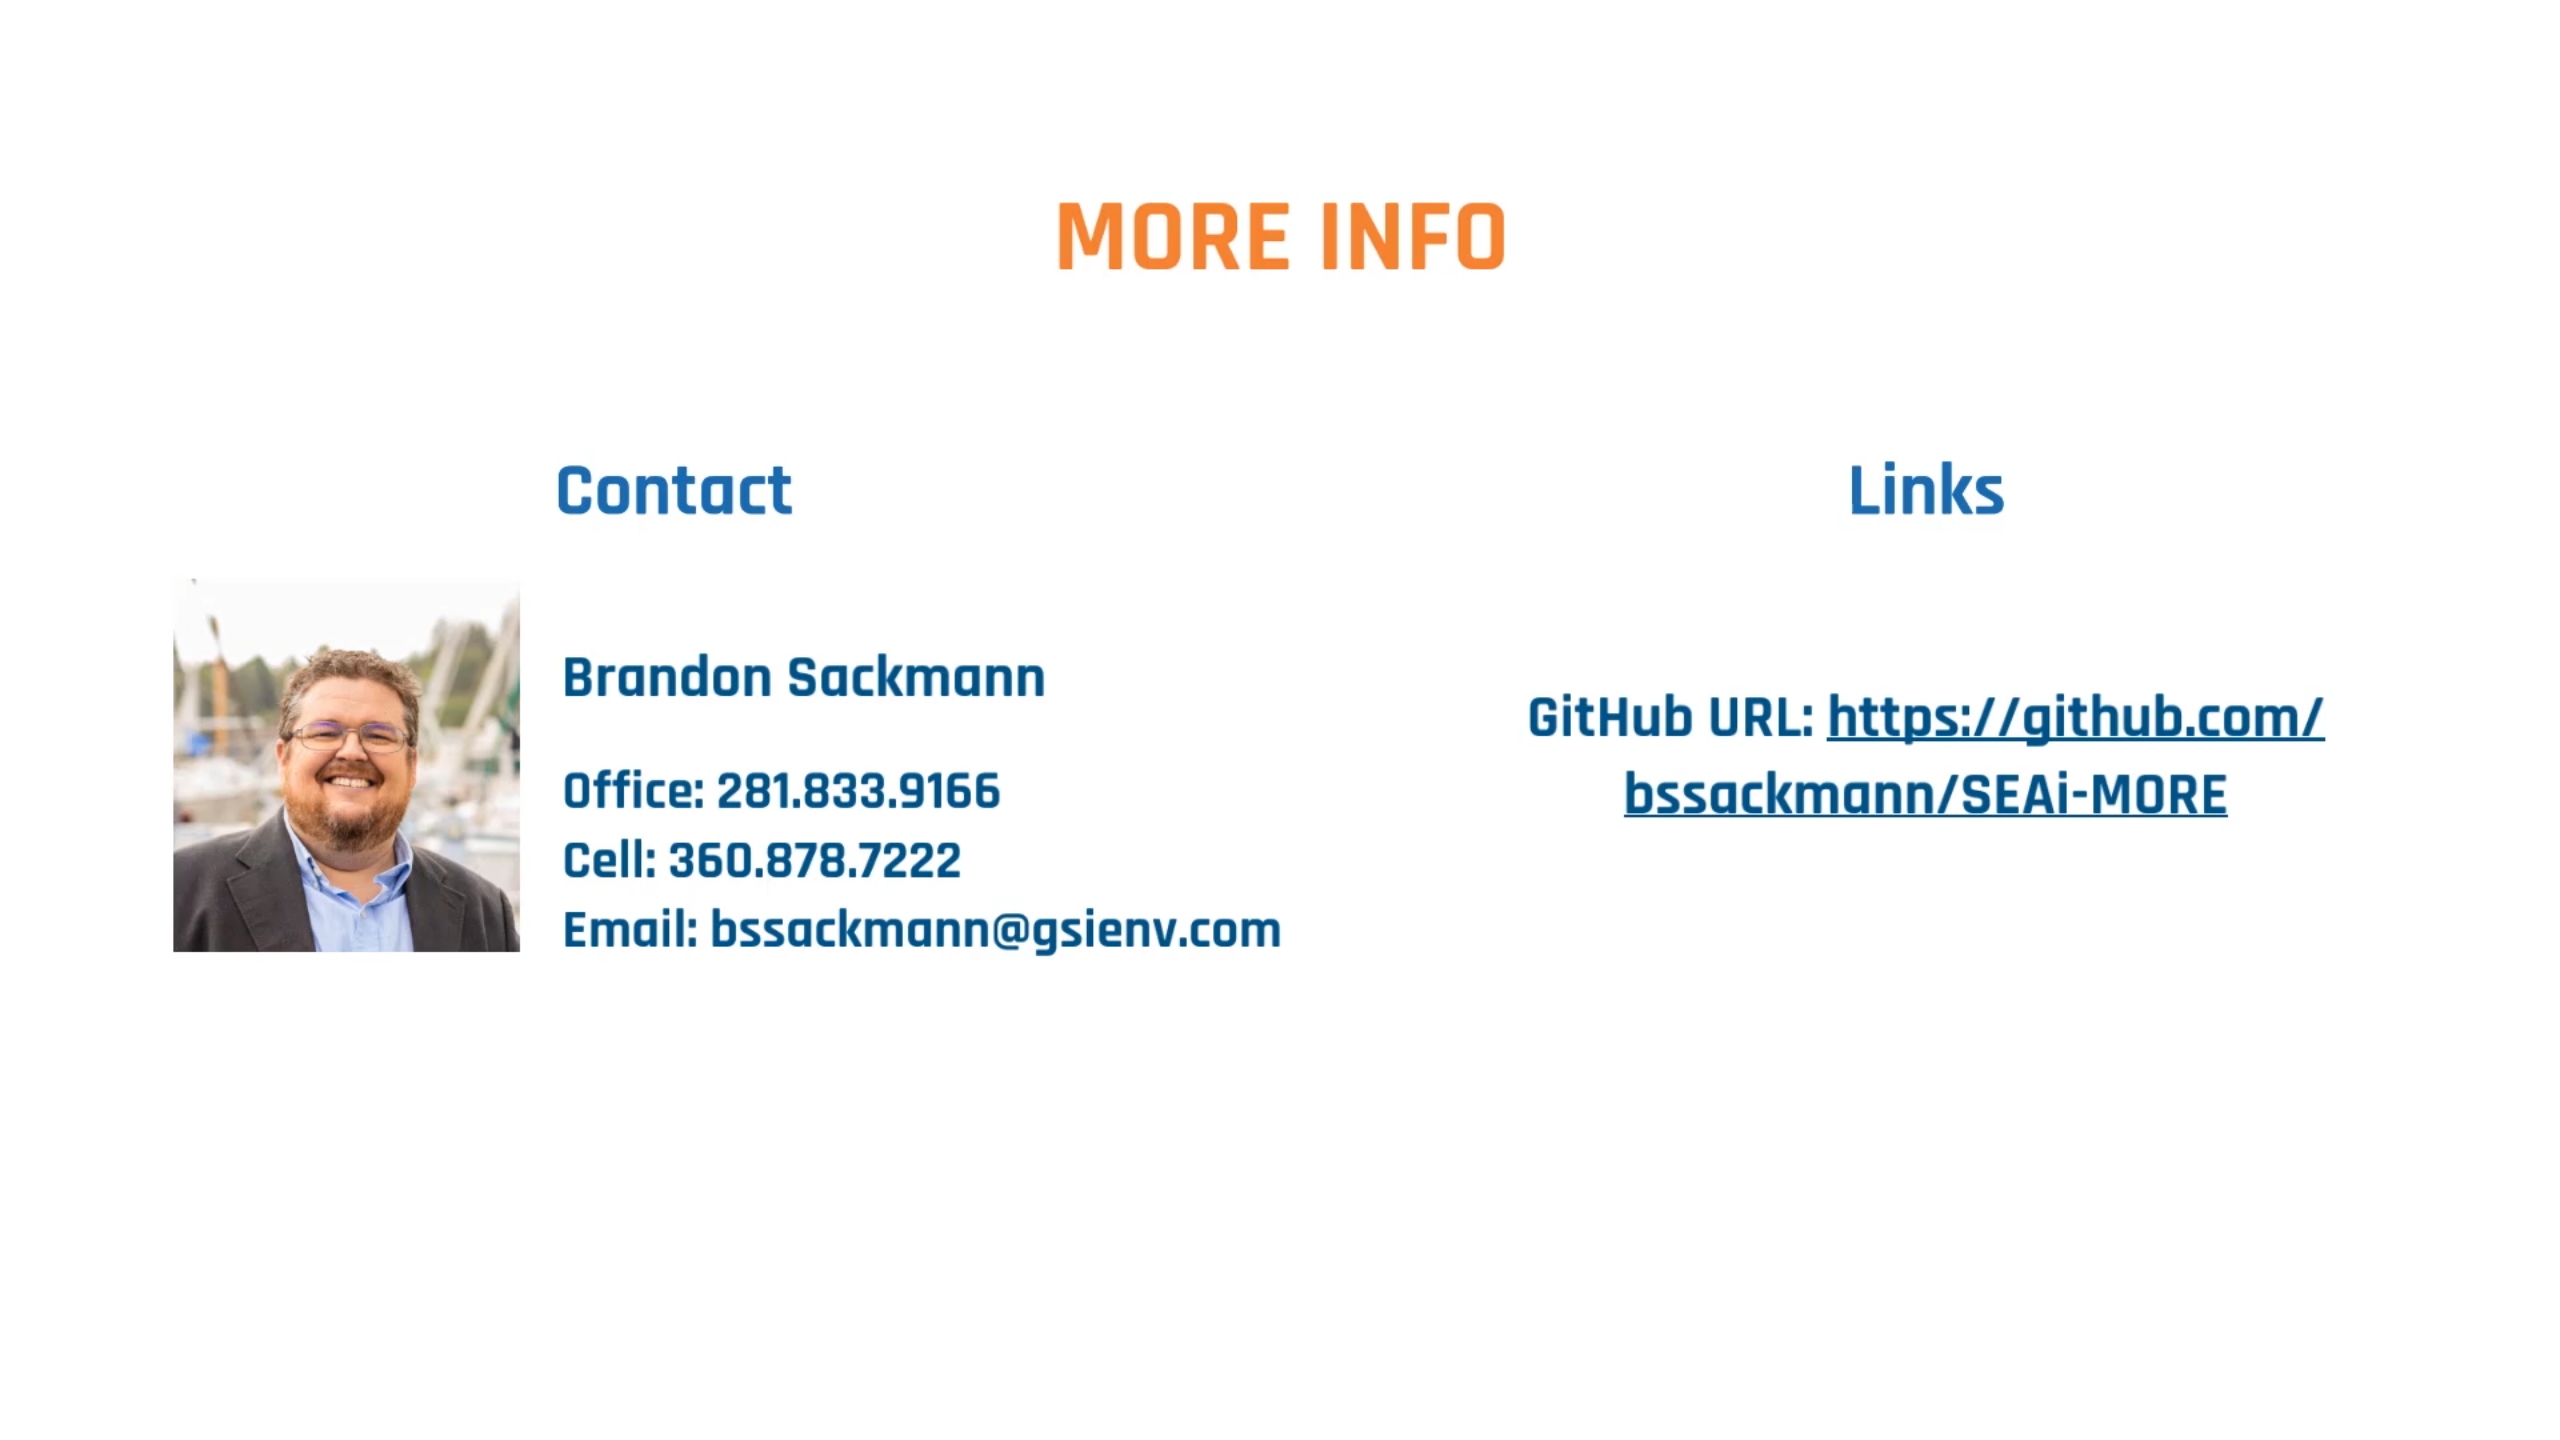 MORE INFO
Contact
Brandon Sackmann
Office: 281.833.9166
Cell: 360.878.7222
Email: bssackmann@gsienv.com
Links
GitHub URL: https://github.com/
bssackmann/SEAi-MORE